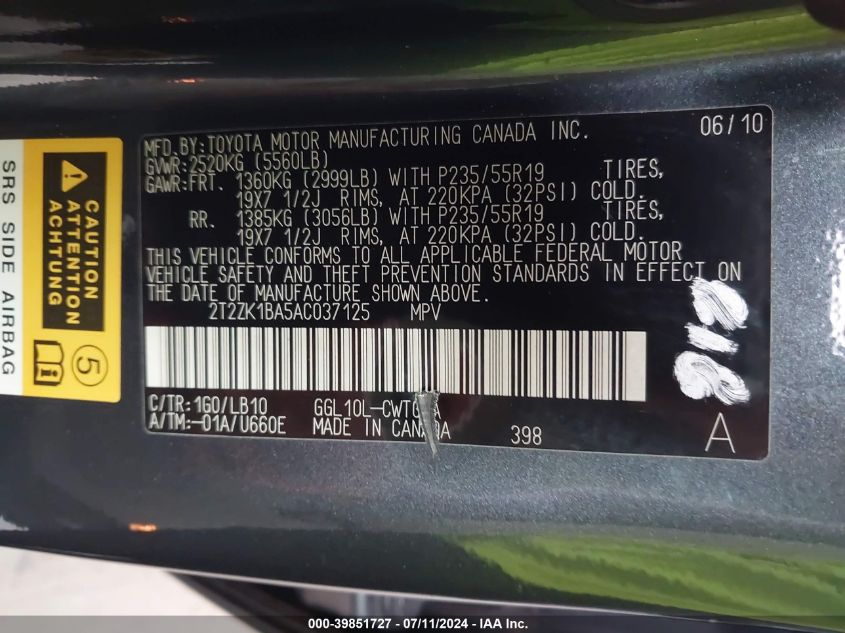 MFD. BY: TOYOTA MOTOR MANUFACTURING CANADA INC. 06/10
GVWR: 2520KG (5560LB)
GAWR: FRT. 1360KG (2999LB) WITH P235/55R19 TIRES,
19X7 1/2J RIMS, AT 220KPA (32PSI) COLD.
RR. 1385KG (3056LB) WITH P235/55R19 TIRES,
19X7 1/2J RIMS, AT 220KPA (32PSI) COLD.
THIS VEHICLE CONFORMS TO ALL APPLICABLE FEDERAL MOTOR
VEHICLE SAFETY AND THEFT PREVENTION STANDARDS IN EFFECT ON
THE DATE OF MANUFACTURE SHOWN ABOVE.
2T2ZK1BA5AC037125 MPV
C/TR: 1G0/LB10
A/TM: -01A/U660E
MADE IN CANADA
398
A
CAUTION
ATTENTION
ACHTUNG
5
SRS SIDE AIRBAG
000-39851727 - 07/11/2024 - IAA Inc.